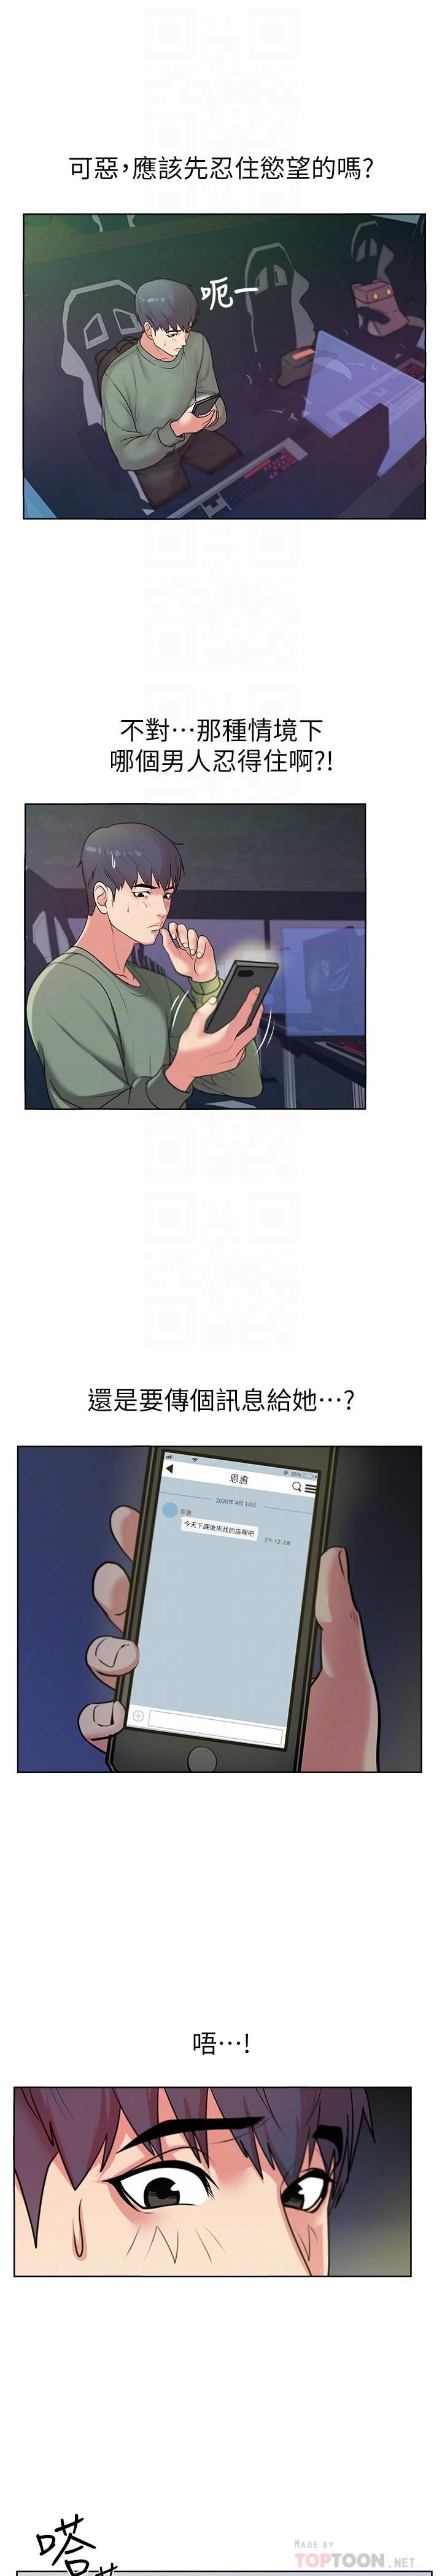 可惡,應該先忍住慾望的嗎?
呃一
不對…那種情境下
哪個男人忍得住啊?!
還是要傳個訊息給她…?
25%
恩惠
2020年 4月 14日
恩惠
今天下課後來我的店裡吧
下午 12:28
唔…!
嗒
MADE BY
TOPTOON.NET